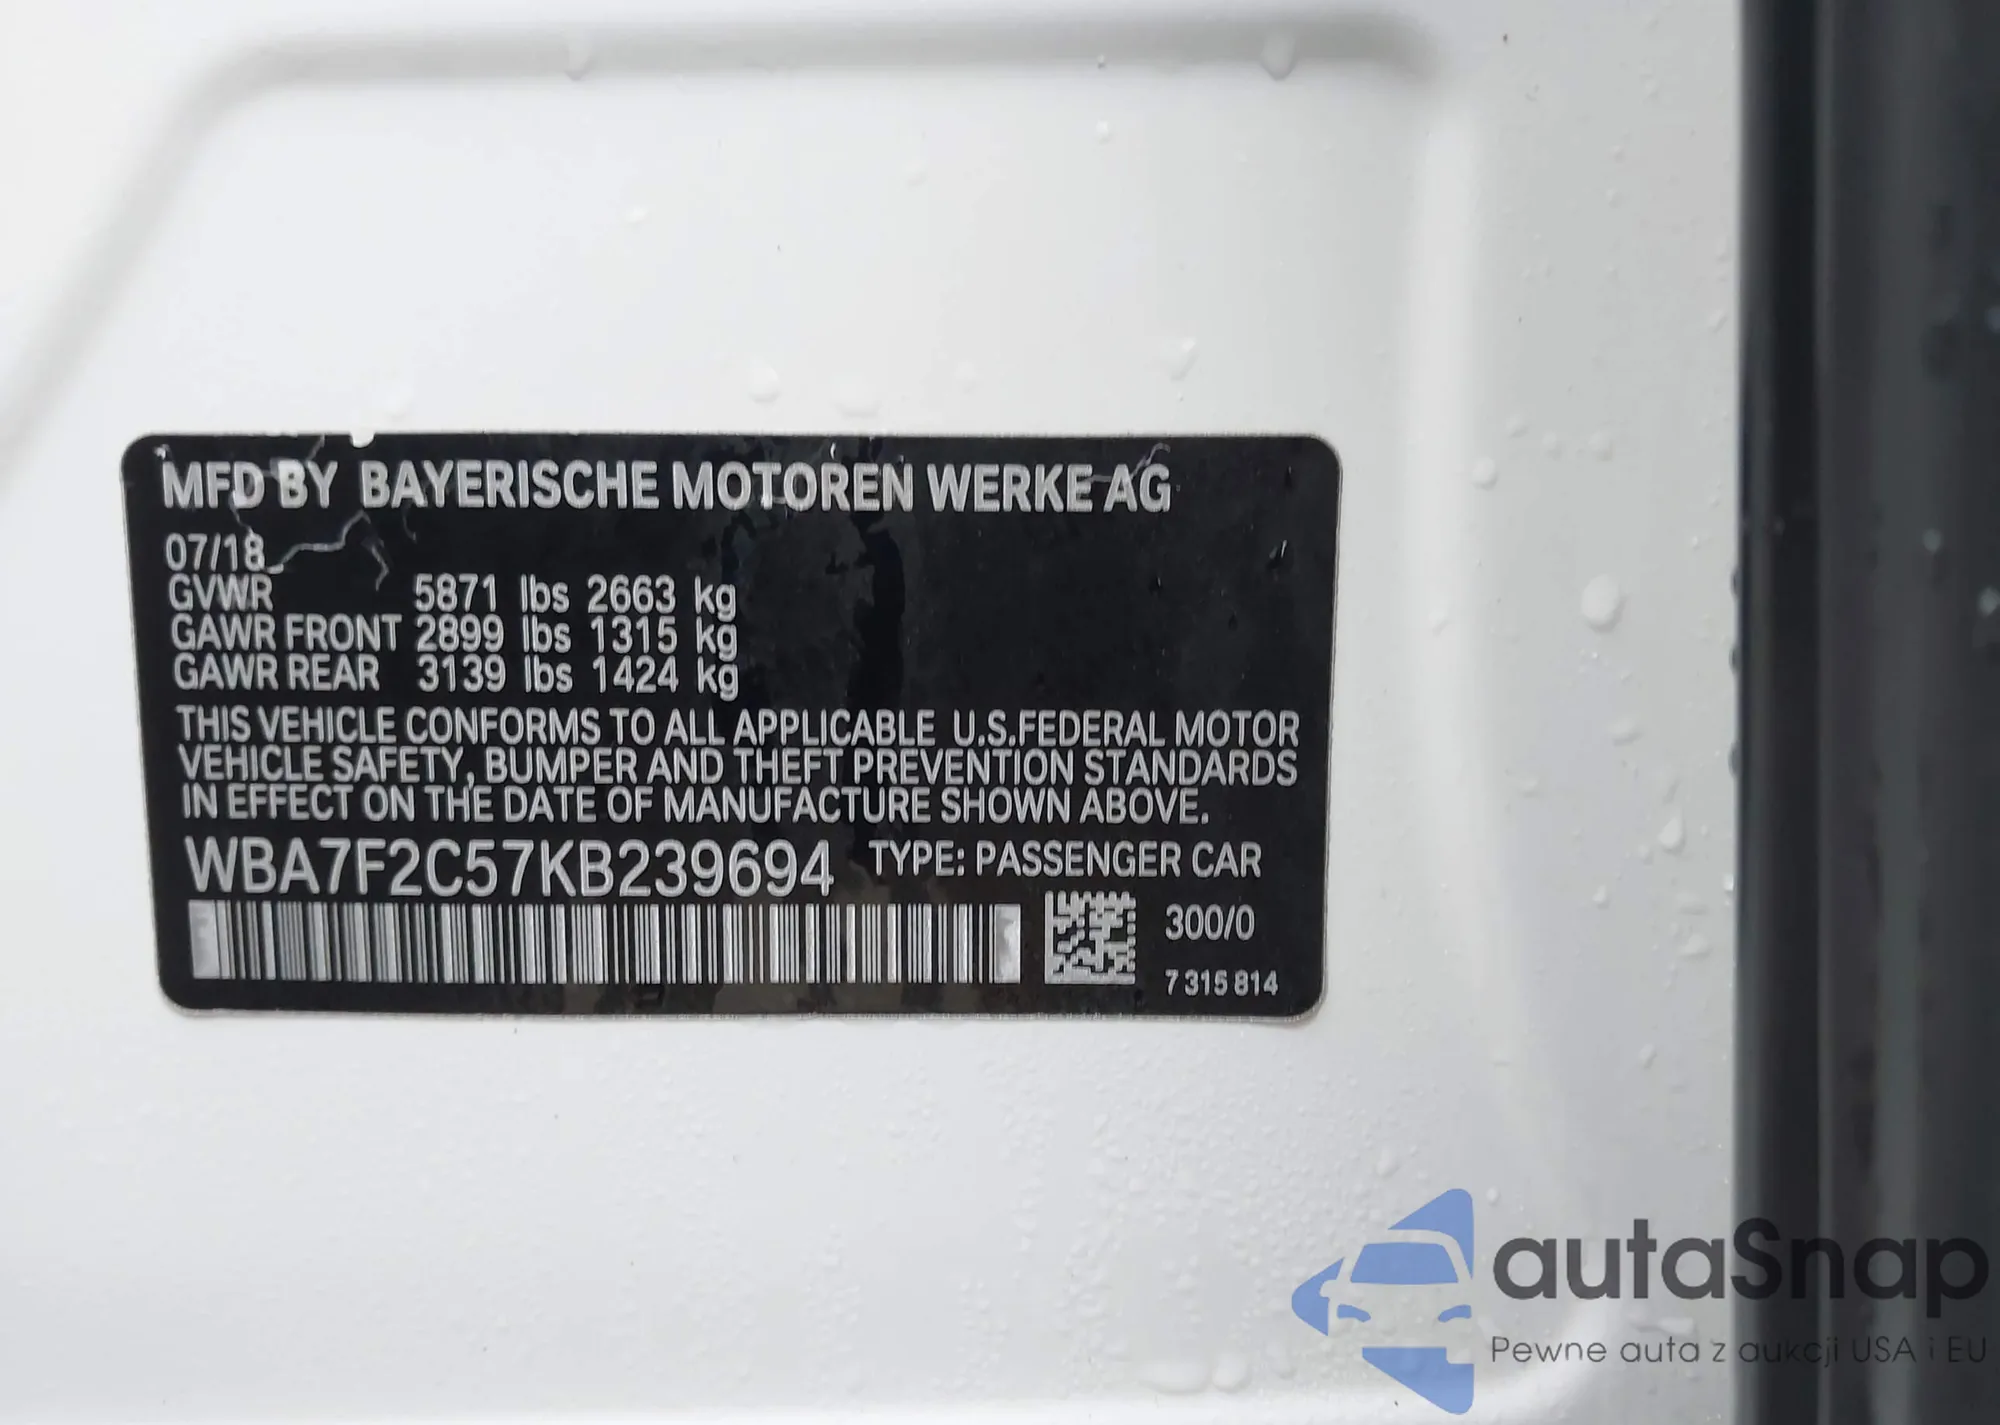 MFD BY BAYERISCHE MOTOREN WERKE AG
07/18
GVWR 5871 lbs 2663 kg
GAWR FRONT 2899 lbs 1315 kg
GAWR REAR 3139 lbs 1424 kg
THIS VEHICLE CONFORMS TO ALL APPLICABLE U.S.FEDERAL MOTOR
VEHICLE SAFETY, BUMPER AND THEFT PREVENTION STANDARDS
IN EFFECT ON THE DATE OF MANUFACTURE SHOWN ABOVE.
WBA7F2C57KB239694 TYPE: PASSENGER CAR
300/0
7 315 814
autaSnap
Pewne auta z aukcji USA i EU